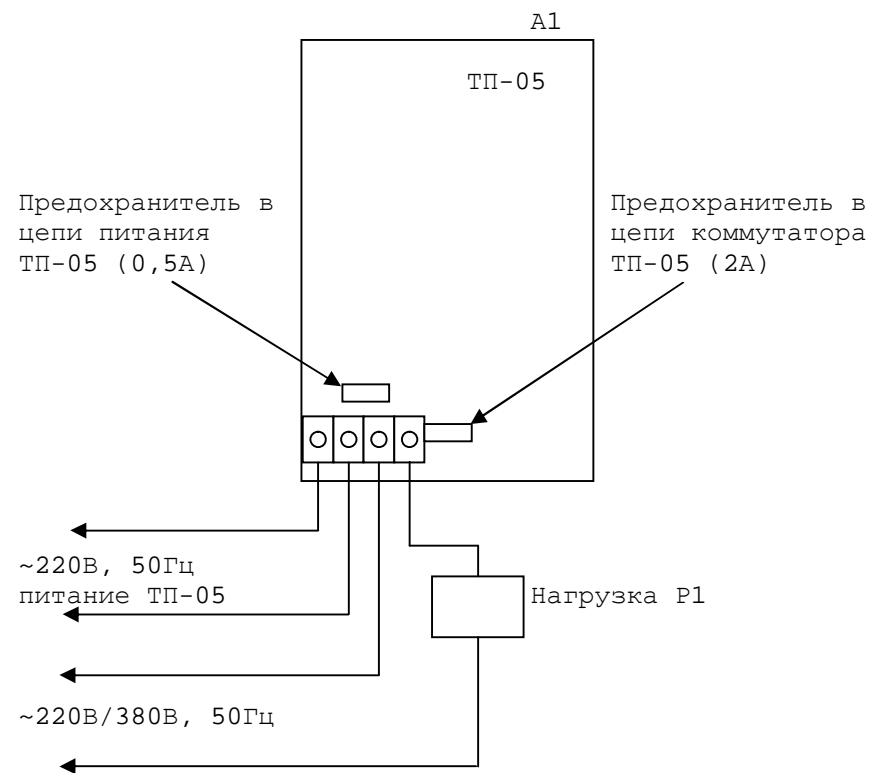 А1
ТП-05
Предохранитель в
цепи питания
ТП-05 (0,5А)
Предохранитель в
цепи коммутатора
ТП-05 (2А)
~220В, 50Гц
питание ТП-05
Нагрузка Р1
~220В/380В, 50Гц